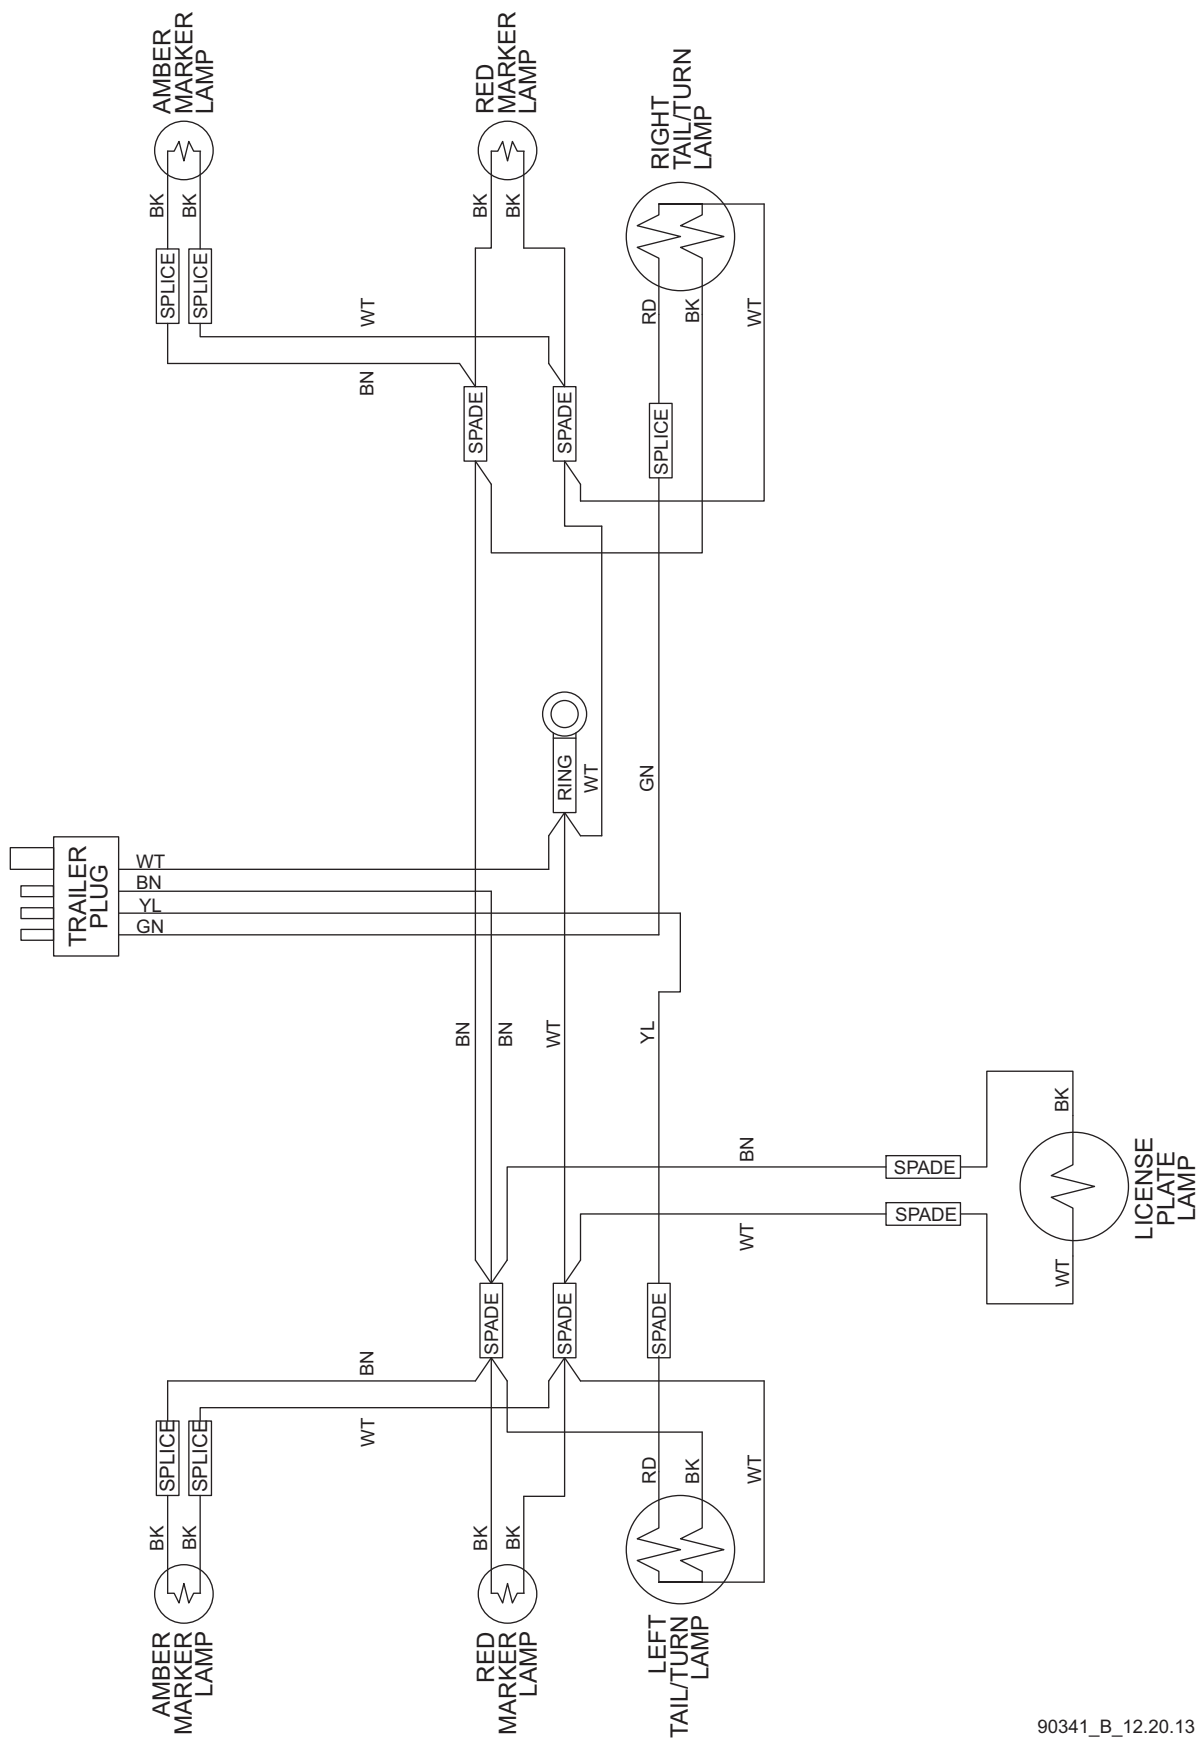 AMBER
MARKER
LAMP
BK
BK
SPLICE
SPLICE
WT
BN
RED
MARKER
LAMP
BK
BK
SPADE
SPADE
RIGHT
TAIL/TURN
LAMP
RD
BK
WT
SPLICE
RING
WT
GN
TRAILER
PLUG
WT
BN
YL
GN
BN
BN
WT
YL
BN
WT
SPADE
SPADE
BK
WT
LICENSE
PLATE
LAMP
SPADE
SPADE
SPADE
BN
WT
SPLICE
SPLICE
BK
BK
AMBER
MARKER
LAMP
BK
BK
RED
MARKER
LAMP
RD
BK
WT
LEFT
TAIL/TURN
LAMP
90341_B_12.20.13